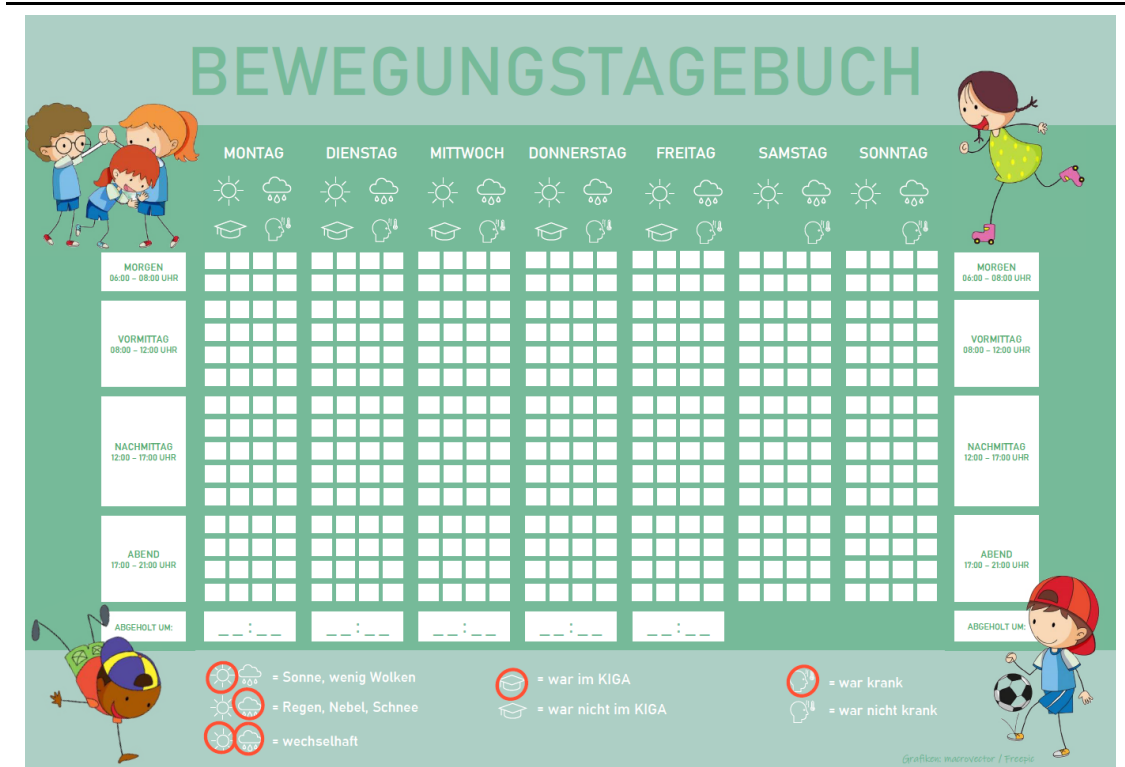 BEWEGUNGSTAGEBUCH
MONTAG DIENSTAG MITTWOCH DONNERSTAG FREITAG SAMSTAG SONNTAG
MORGEN
06:00 – 08:00 UHR
MORGEN
06:00 – 08:00 UHR
VORMITTAG
08:00 – 12:00 UHR
VORMITTAG
08:00 – 12:00 UHR
NACHMITTAG
12:00 – 17:00 UHR
NACHMITTAG
12:00 – 17:00 UHR
ABEND
17:00 – 21:00 UHR
ABEND
17:00 – 21:00 UHR
ABGEHOLT UM: _ _ : _ _ _ _ : _ _ _ _ : _ _ _ _ : _ _ _ _ : _ _ ABGEHOLT UM:
= Sonne, wenig Wolken
= Regen, Nebel, Schnee
= wechselhaft
= war im KIGA
= war nicht im KIGA
= war krank
= war nicht krank
Grafiken: macrovector / Freepic